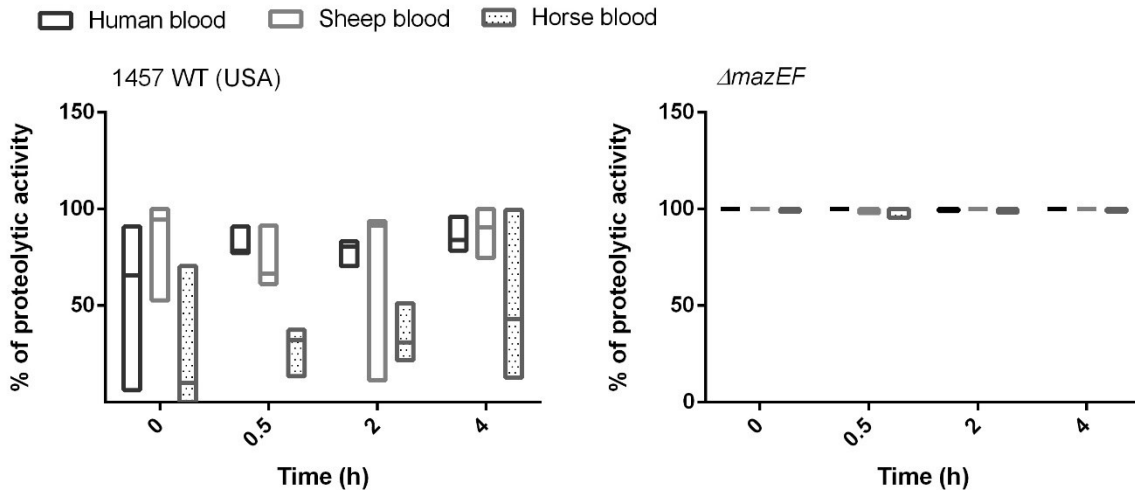 Human blood Sheep blood Horse blood
1457 WT (USA)
% of proteolytic activity
150
100
50
0 0.5 2 4
Time (h)
ΔmazEF
% of proteolytic activity
150
100
50
0
0 0.5 2 4
Time (h)